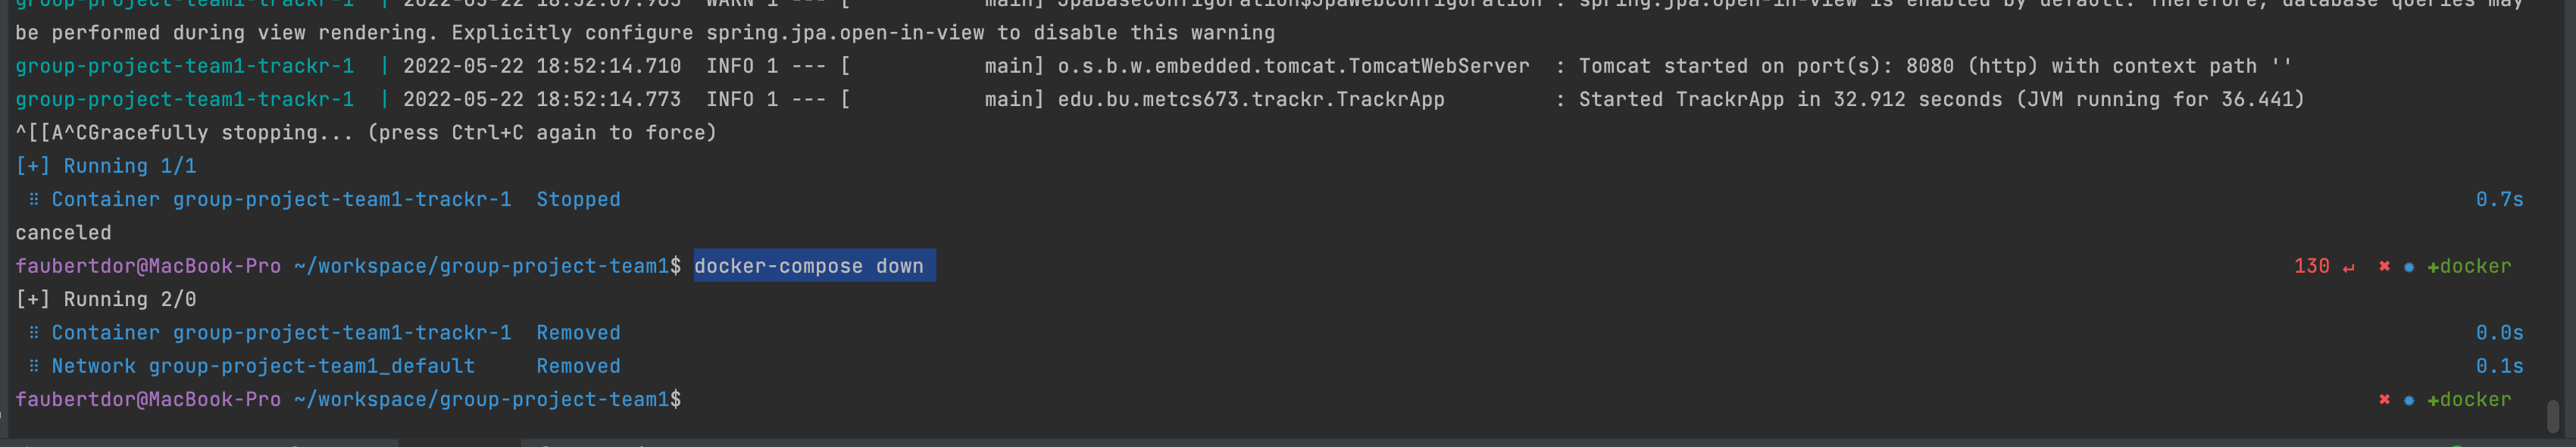 group-project-team1-trackr-1  | 2022-05-22 18:52:07.965  WARN 1 --- [           main] JpaBaseConfiguration$JpaWebConfiguration : spring.jpa.open-in-view is enabled by default. Therefore, database queries may
be performed during view rendering. Explicitly configure spring.jpa.open-in-view to disable this warning
group-project-team1-trackr-1  | 2022-05-22 18:52:14.710  INFO 1 --- [           main] o.s.b.w.embedded.tomcat.TomcatWebServer  : Tomcat started on port(s): 8080 (http) with context path ''
group-project-team1-trackr-1  | 2022-05-22 18:52:14.773  INFO 1 --- [           main] edu.bu.metcs673.trackr.TrackrApp         : Started TrackrApp in 32.912 seconds (JVM running for 36.441)
^[[A^CGracefully stopping... (press Ctrl+C again to force)
[+] Running 1/1
⠿ Container group-project-team1-trackr-1  Stopped 0.7s
canceled
faubertdor@MacBook-Pro ~/workspace/group-project-team1$ docker-compose down 130 ↵ ✖ ✹ ✚docker
[+] Running 2/0
⠿ Container group-project-team1-trackr-1  Removed 0.0s
⠿ Network group-project-team1_default     Removed 0.1s
faubertdor@MacBook-Pro ~/workspace/group-project-team1$ ✖ ✹ ✚docker